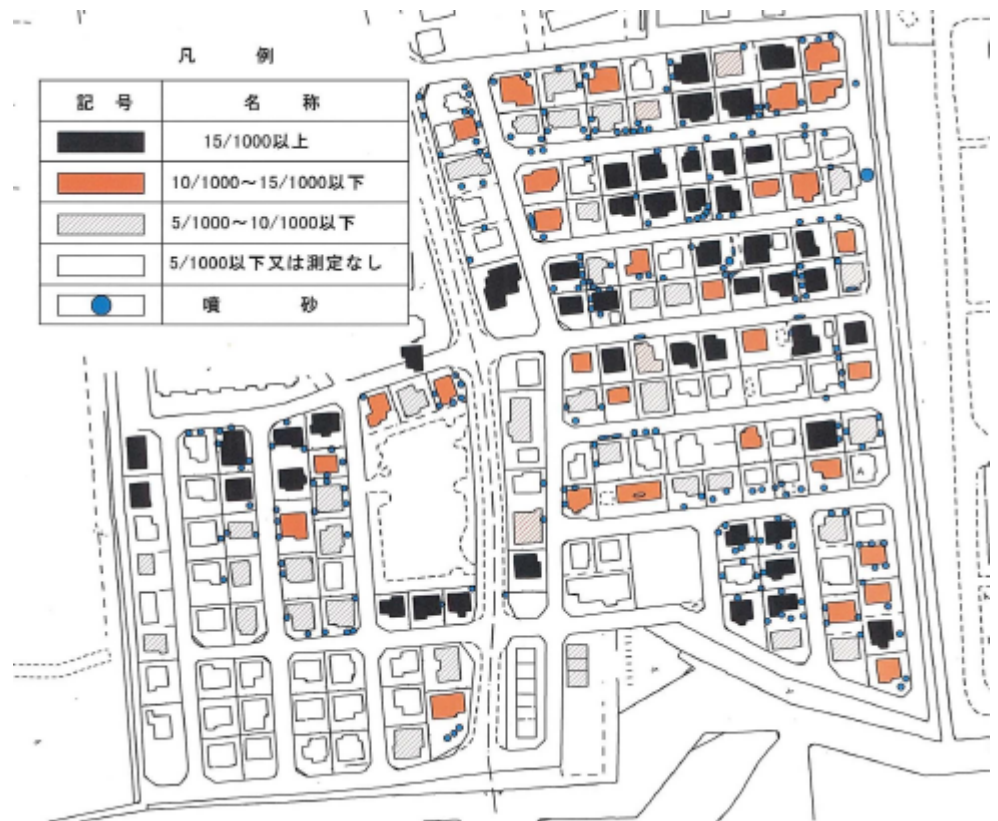 凡 例
記 号 名 称
15/1000以上
10/1000～15/1000以下
5/1000～10/1000以下
5/1000以下又は測定なし
噴 砂
A